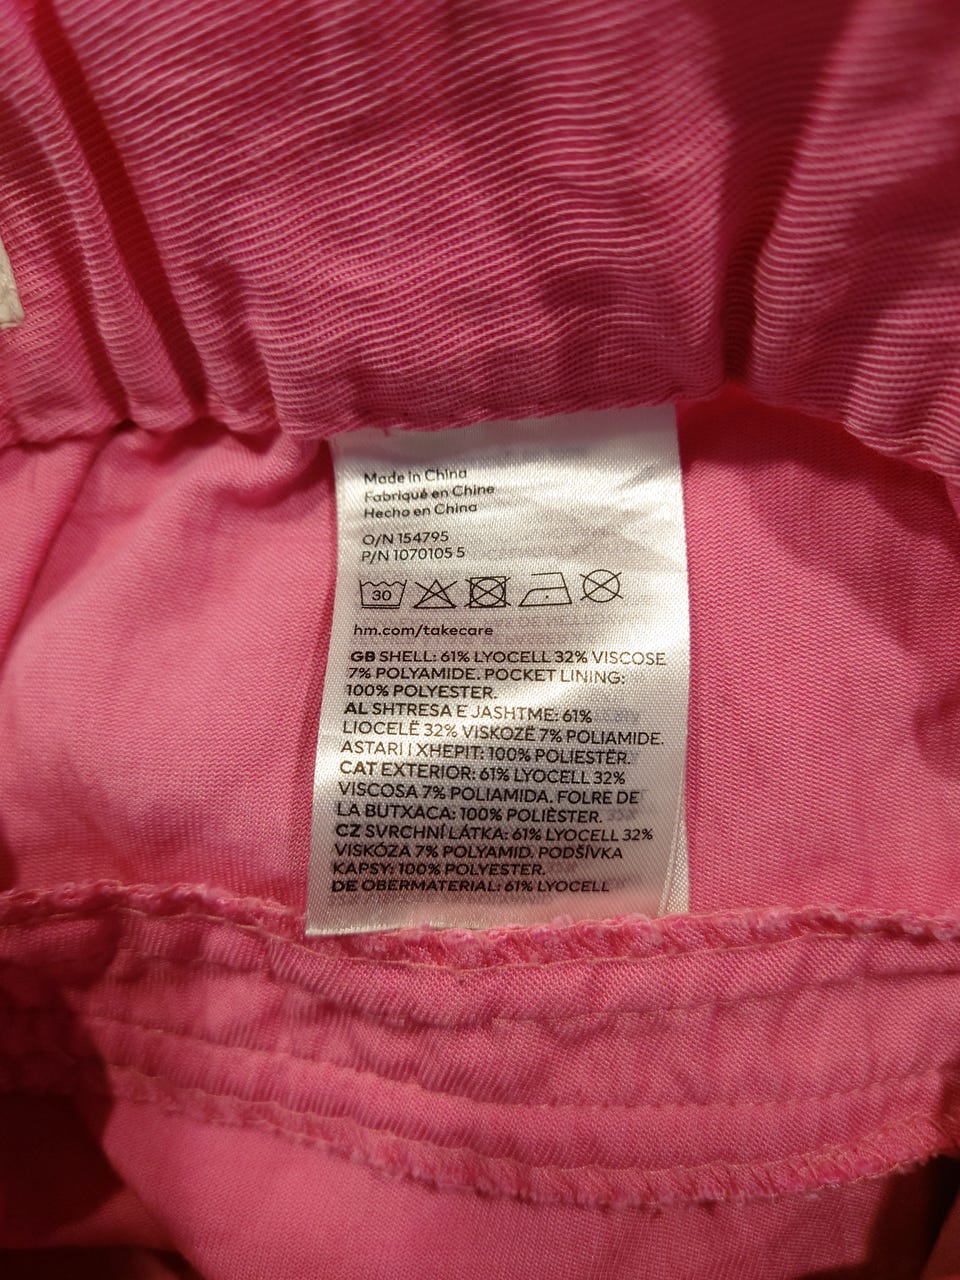 Made in China
Fabriqué en Chine
Hecho en China
O/N 154795
P/N 1070105 5
30
hm.com/takecare
GB SHELL: 61% LYOCELL 32% VISCOSE
7% POLYAMIDE. POCKET LINING:
100% POLYESTER.
AL SHTRESA E JASHTME: 61%
LIOCELË 32% VISKOZË 7% POLIAMIDE.
ASTARI I XHEPIT: 100% POLIESTËR.
CAT EXTERIOR: 61% LYOCELL 32%
VISCOSA 7% POLIAMIDA. FOLRE DE
LA BUTXACA: 100% POLIÈSTER.
CZ SVRCHNÍ LÁTKA: 61% LYOCELL 32%
VISKÓZA 7% POLYAMID. PODŠÍVKA
KAPSY: 100% POLYESTER.
DE OBERMATERIAL: 61% LYOCELL